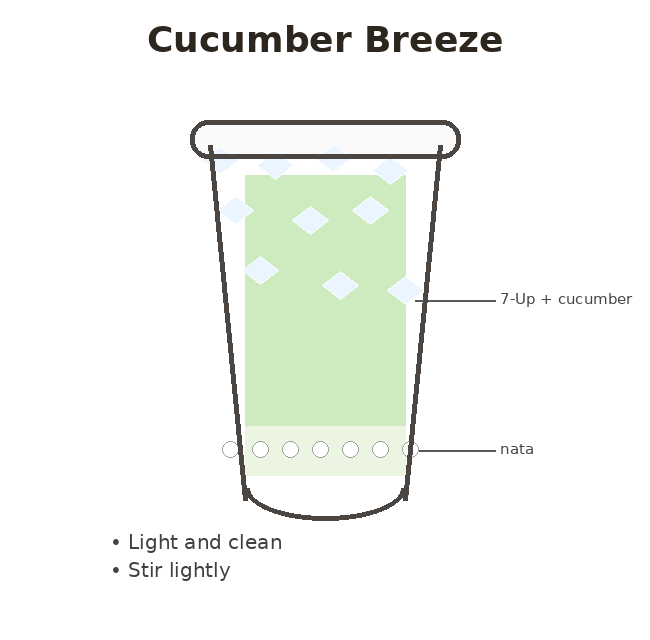 Cucumber Breeze
7-Up + cucumber
nata
• Light and clean
• Stir lightly